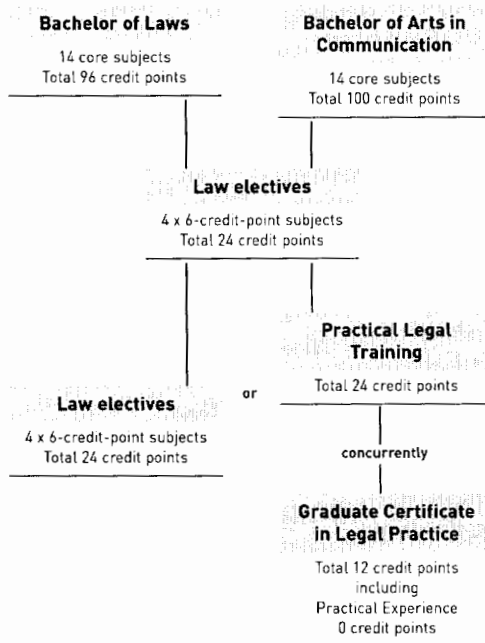 Bachelor of Laws
14 core subjects
Total 96 credit points
Bachelor of Arts in
Communication
14 core subjects
Total 100 credit points
Law electives
4 x 6-credit-point subjects
Total 24 credit points
Law electives
4 x 6-credit-point subjects
Total 24 credit points
or
Practical Legal
Training
Total 24 credit points
concurrently
Graduate Certificate
in Legal Practice
Total 12 credit points
including
Practical Experience
0 credit points